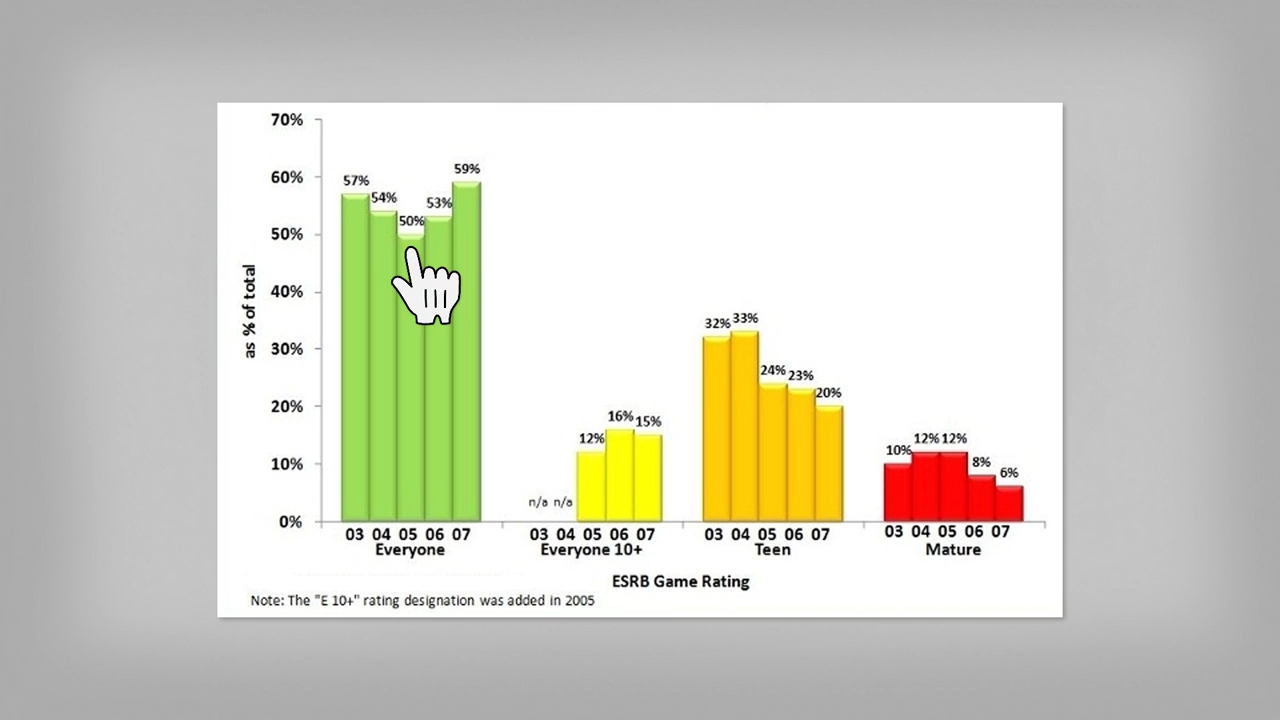 70%
60%
50%
40%
30%
20%
10%
0%
as % of total
57%
54%
50%
53%
59%
n/a n/a
12%
16%
15%
32%
33%
24%
23%
20%
10%
12%
12%
8%
6%
03 04 05 06 07
Everyone
03 04 05 06 07
Everyone 10+
03 04 05 06 07
Teen
03 04 05 06 07
Mature
ESRB Game Rating
Note: The "E 10+" rating designation was added in 2005